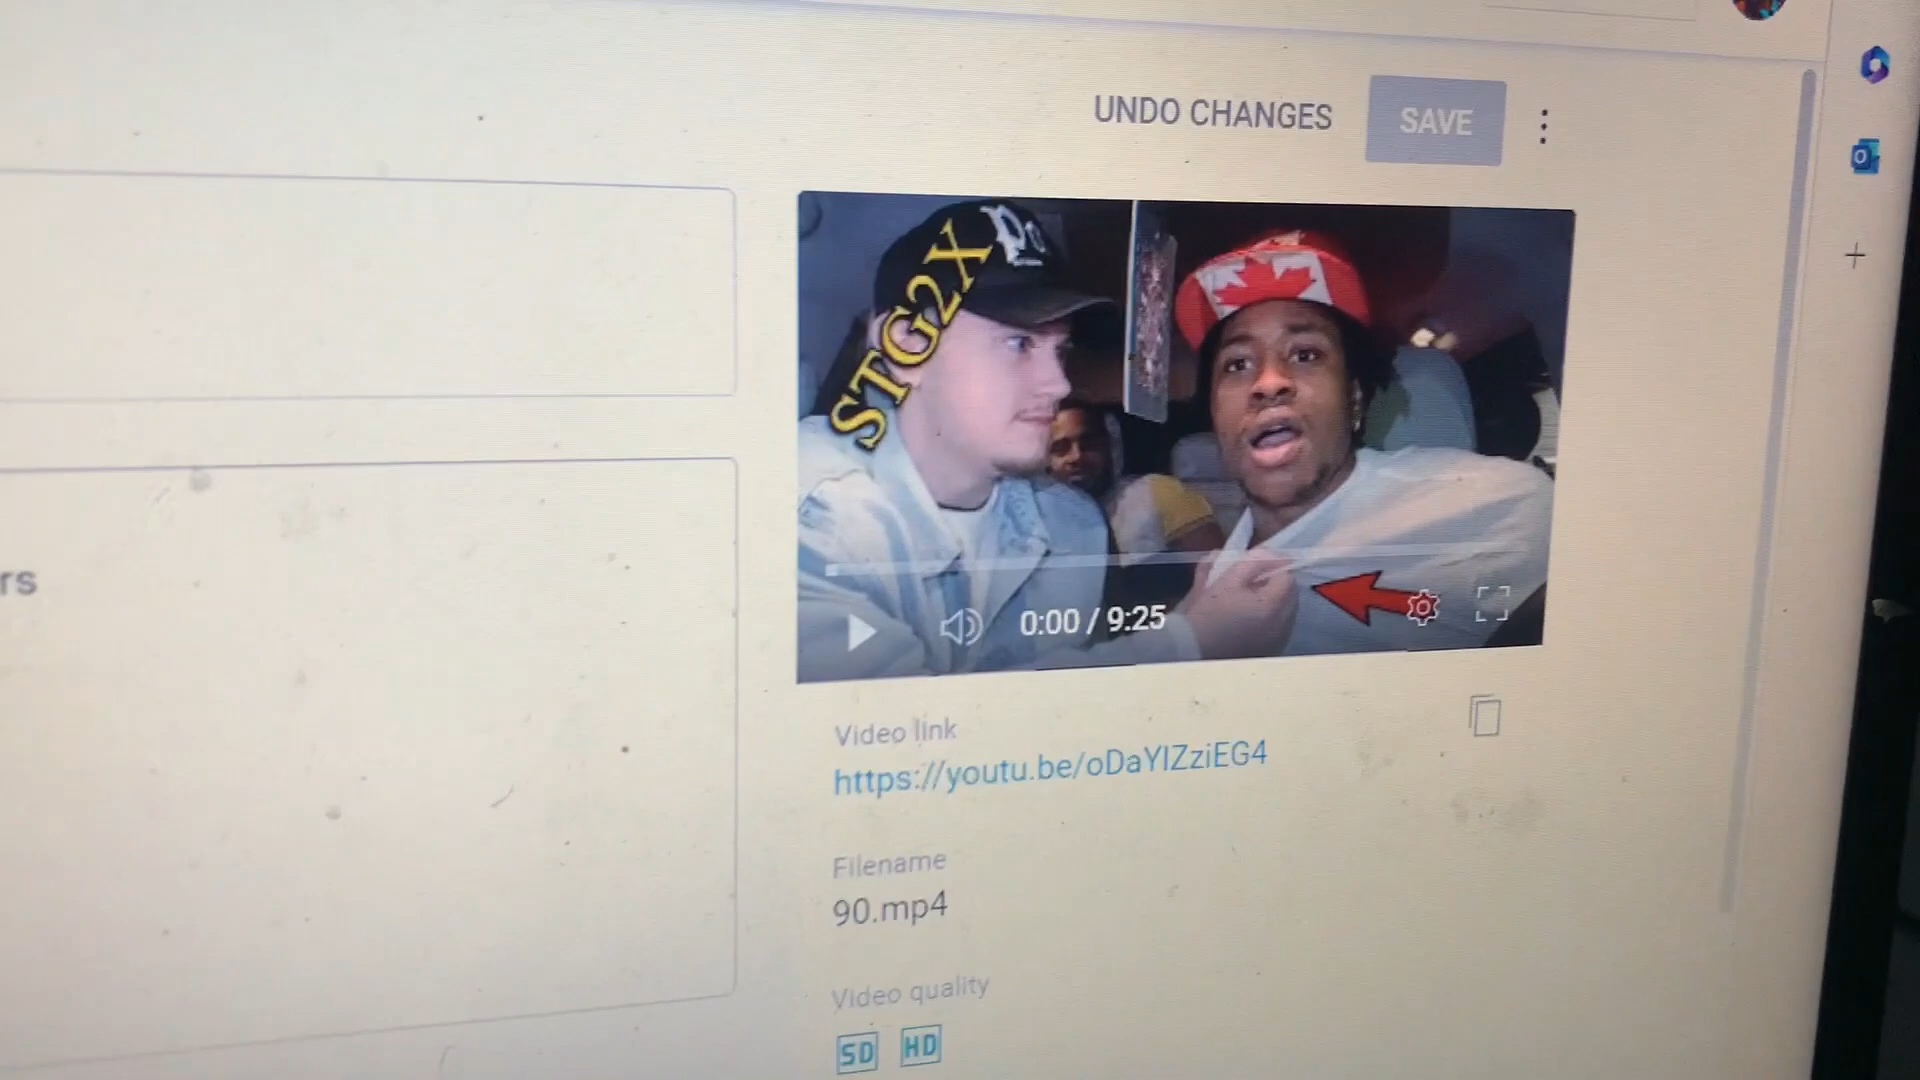 UNDO CHANGES
SAVE
STG2X
rs
0:00 / 9:25
Video link
https://youtu.be/oDaYIZziEG4
Filename
90.mp4
Video quality
SD HD